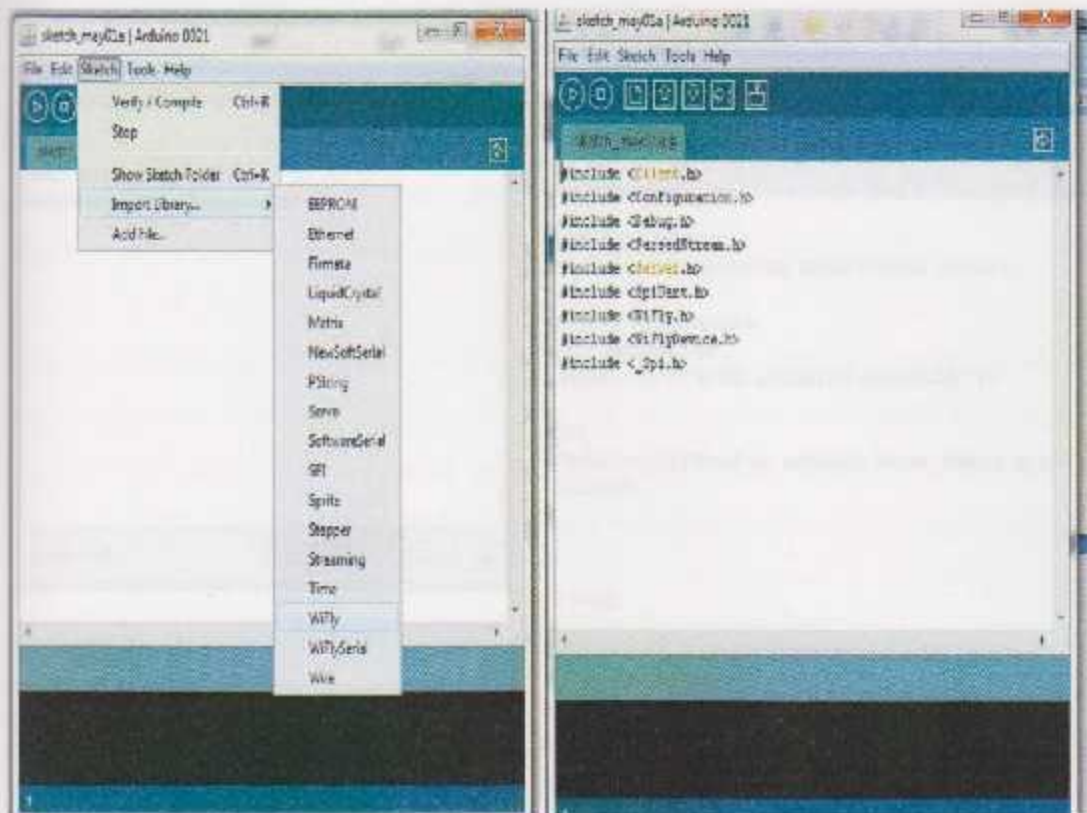 sketch_may01a | Arduino 0021
File Edit Sketch Tools Help
Verify / Compile Ctrl+R
Stop
Show Sketch Folder Ctrl+K
Import Library...
Add File...
EEPROM
Ethernet
Firmata
LiquidCrystal
Matrix
NewSoftSerial
PString
Servo
SoftwareSerial
SPI
Sprite
Stepper
Streaming
Time
WiFly
WiFlySerial
Wire
1
sketch_may01a | Arduino 0021
File Edit Sketch Tools Help
sketch_may01a §
#include <Client.h>
#include <Configuration.h>
#include <Debug.h>
#include <ParsedStream.h>
#include <Server.h>
#include <SpiUart.h>
#include <WiFly.h>
#include <WiFlyDevice.h>
#include <_Spi.h>